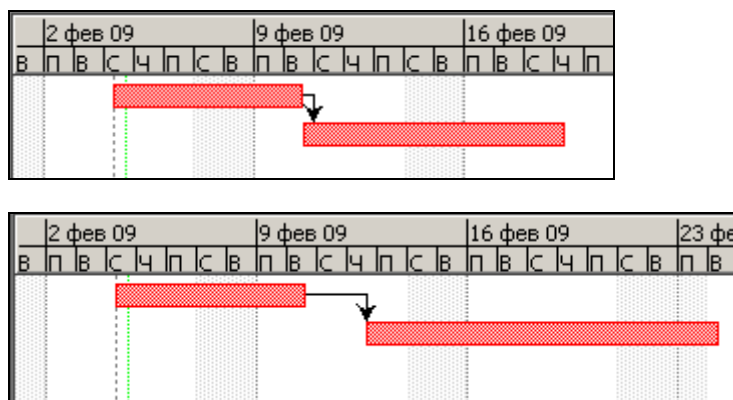 2 фев 09 9 фев 09 16 фев 09
В П В С Ч П С В П В С Ч П С В П В С Ч П
2 фев 09 9 фев 09 16 фев 09 23 фе
В П В С Ч П С В П В С Ч П С В П В С Ч П С В П В